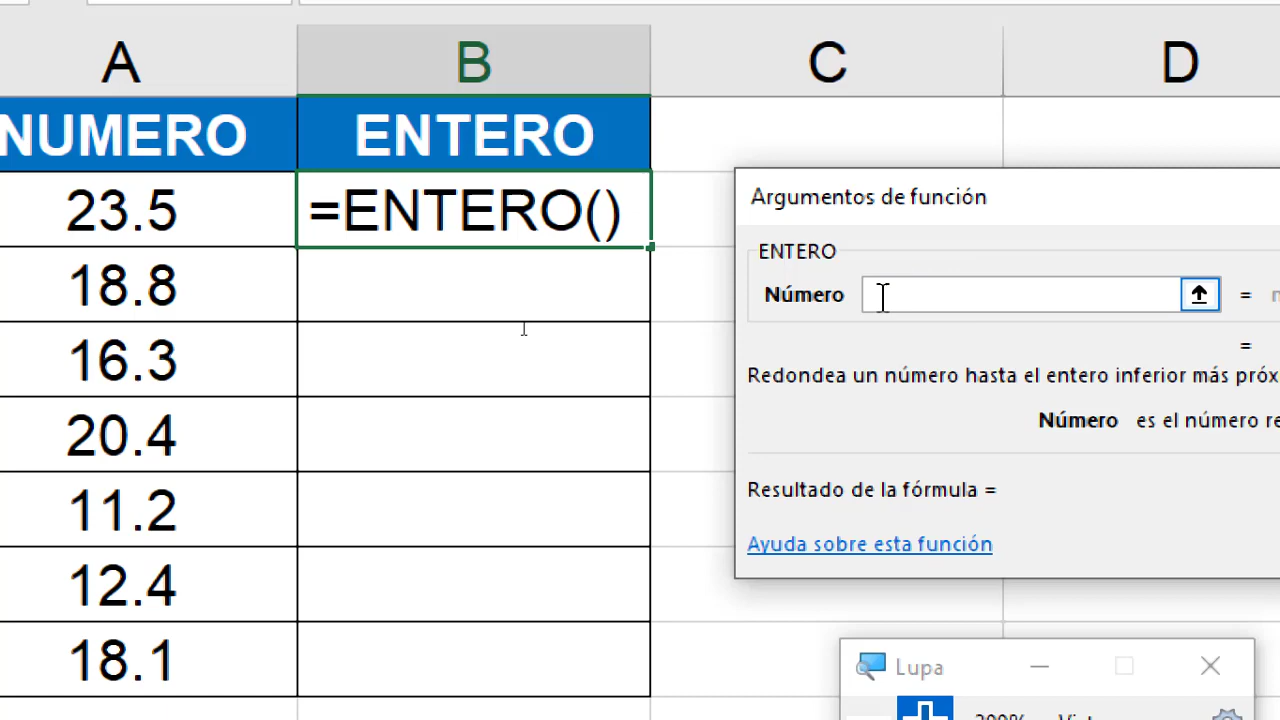 A B C D
NUMERO ENTERO
23.5 =ENTERO()
18.8
16.3
20.4
11.2
12.4
18.1
Argumentos de función
ENTERO
Número =
=
Redondea un número hasta el entero inferior más
Número es el número
Resultado de la fórmula =
Ayuda sobre esta función
Lupa